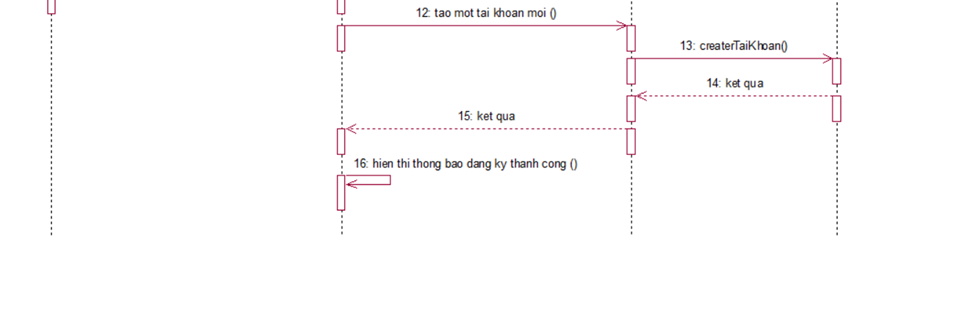 12: tao mot tai khoan moi ()
13: createrTaiKhoan()
14: ket qua
15: ket qua
16: hien thi thong bao dang ky thanh cong ()